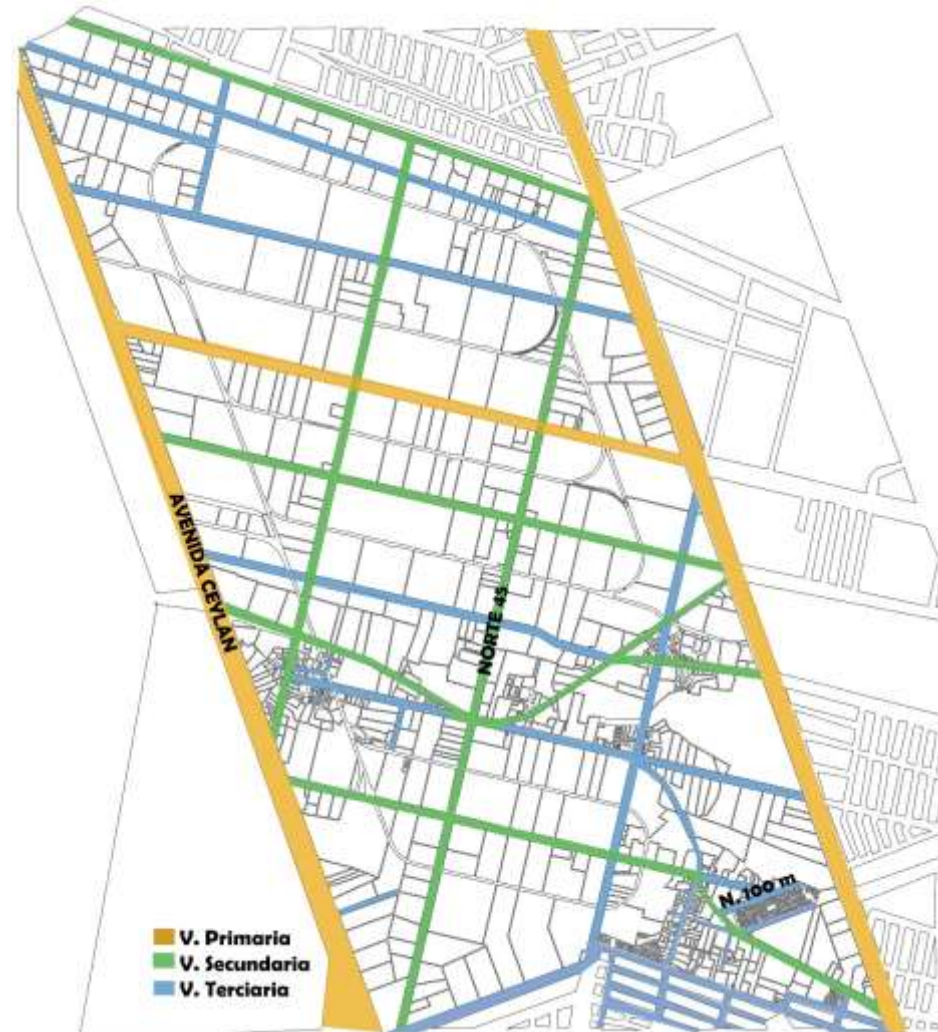 AVENIDA CEYLAN
NORTE 45
N. 100 m
V. Primaria
V. Secundaria
V. Terciaria